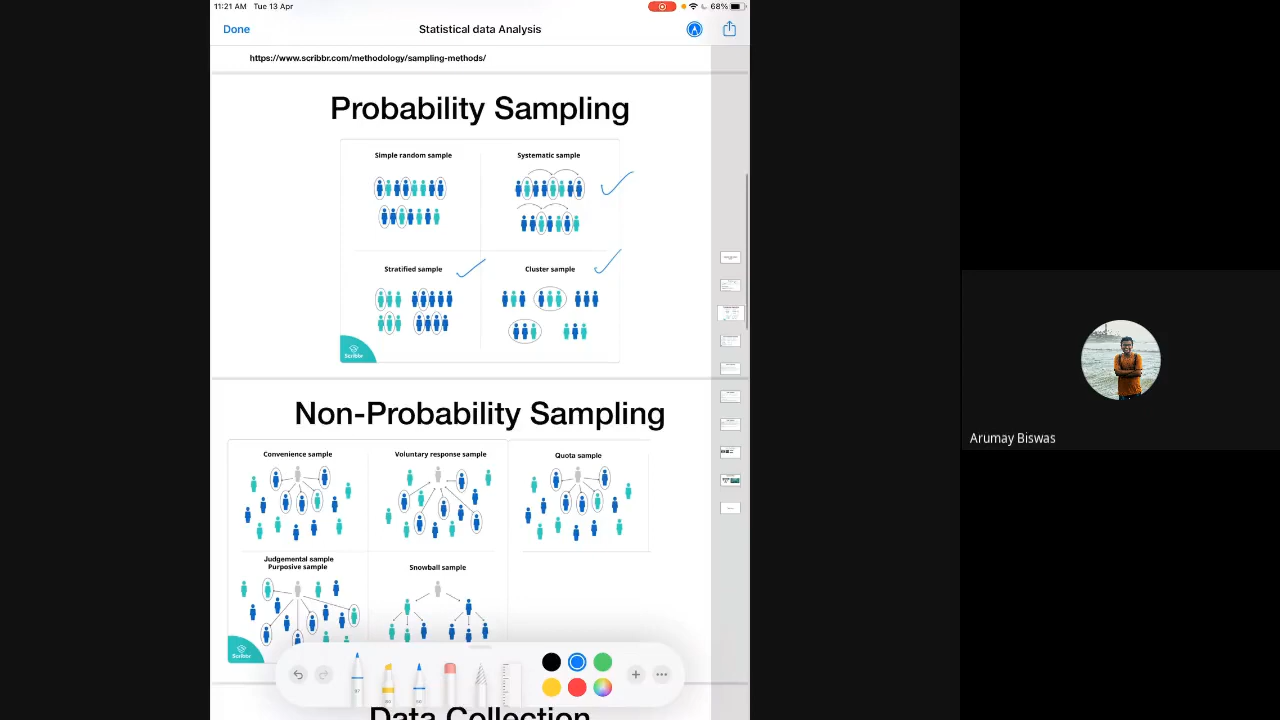 11:21 AM Tue 13 Apr
68%
Done
Statistical data Analysis
https://www.scribbr.com/methodology/sampling-methods/
Probability Sampling
Simple random sample
Systematic sample
Stratified sample
Cluster sample
Scribbr
Non-Probability Sampling
Convenience sample
Voluntary response sample
Quota sample
Judgemental sample
Purposive sample
Snowball sample
Scribbr
Data Collection
Arumay Biswas